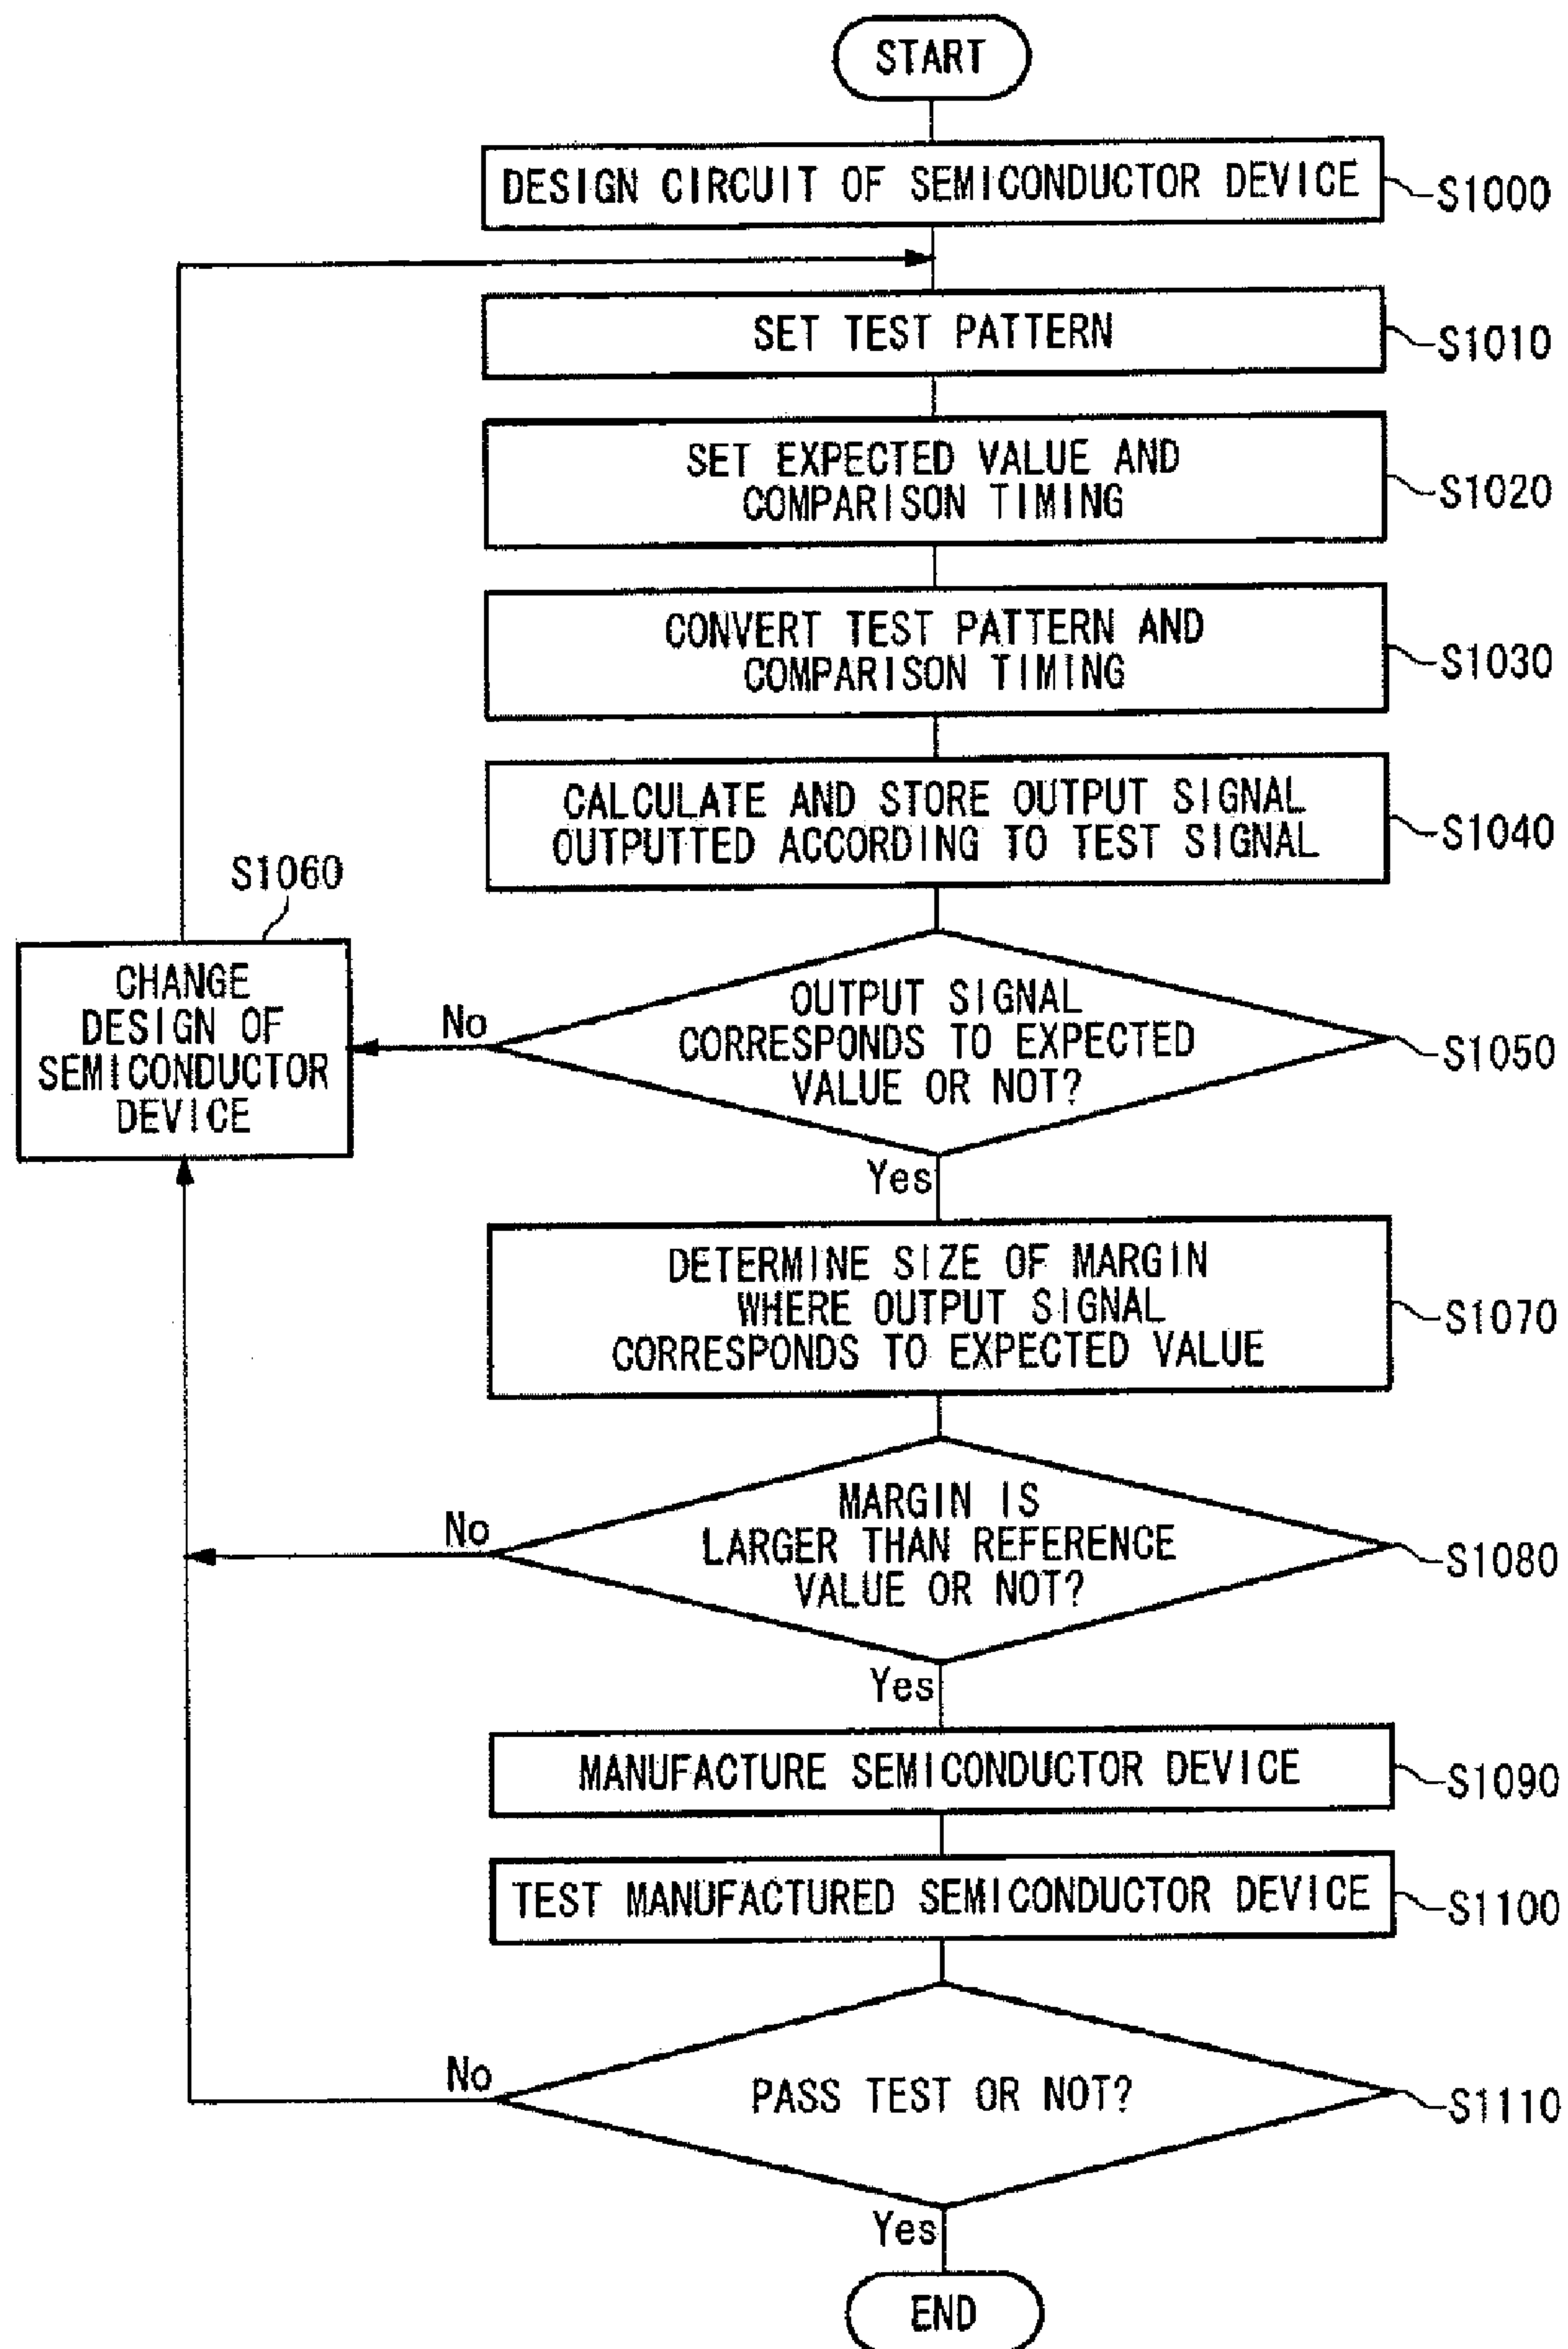 START
DESIGN CIRCUIT OF SEMICONDUCTOR DEVICE
S1000
SET TEST PATTERN
S1010
SET EXPECTED VALUE AND
COMPARISON TIMING
S1020
CONVERT TEST PATTERN AND
COMPARISON TIMING
S1030
CALCULATE AND STORE OUTPUT SIGNAL
OUTPUTTED ACCORDING TO TEST SIGNAL
S1040
S1060
CHANGE
DESIGN OF
SEMICONDUCTOR
DEVICE
No
OUTPUT SIGNAL
CORRESPONDS TO EXPECTED
VALUE OR NOT?
S1050
Yes
DETERMINE SIZE OF MARGIN
WHERE OUTPUT SIGNAL
CORRESPONDS TO EXPECTED VALUE
S1070
No
MARGIN IS
LARGER THAN REFERENCE
VALUE OR NOT?
S1080
Yes
MANUFACTURE SEMICONDUCTOR DEVICE
S1090
TEST MANUFACTURED SEMICONDUCTOR DEVICE
S1100
No
PASS TEST OR NOT?
S1110
Yes
END